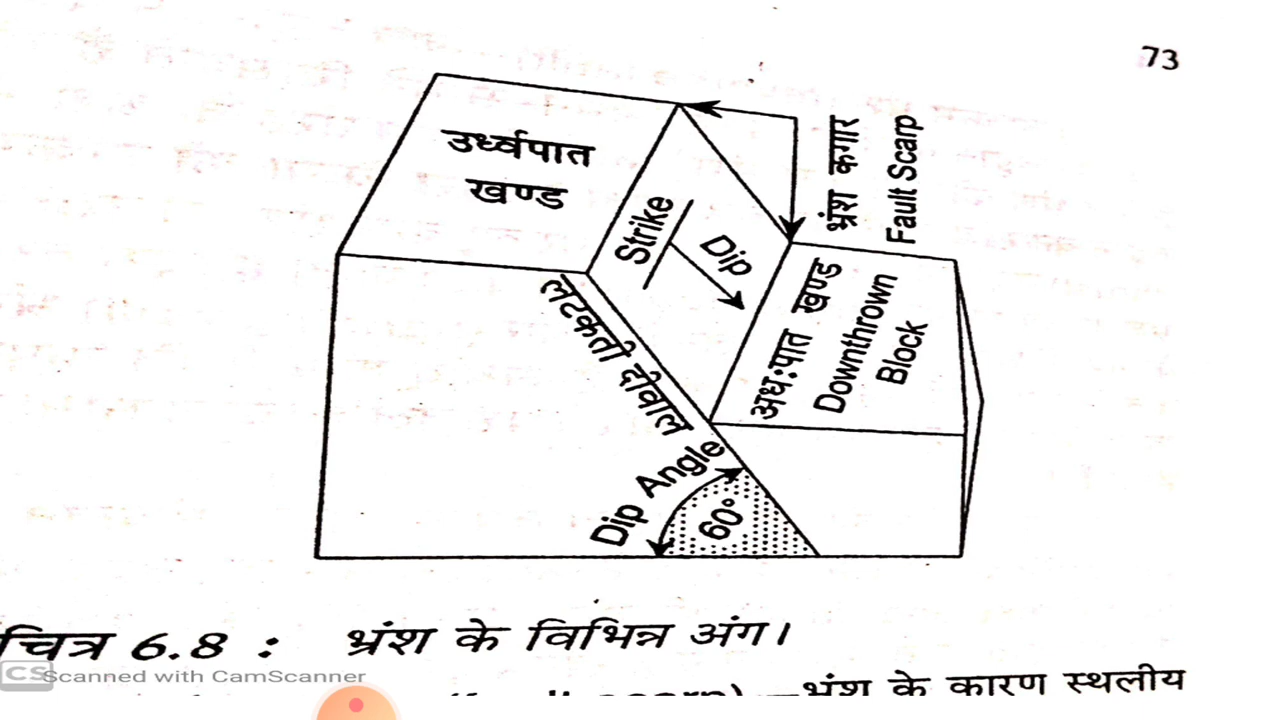 73
उर्ध्वपात
खण्ड
Strike
Dip
भ्रंश कगार
Fault Scarp
लटकती दीवाल
अध:पात खण्ड
Downthrown
Block
Dip Angle
60°
चित्र 6.8 : भ्रंश के विभिन्न अंग।
CS Scanned with CamScanner
भ्रंश के कारण स्थलीय